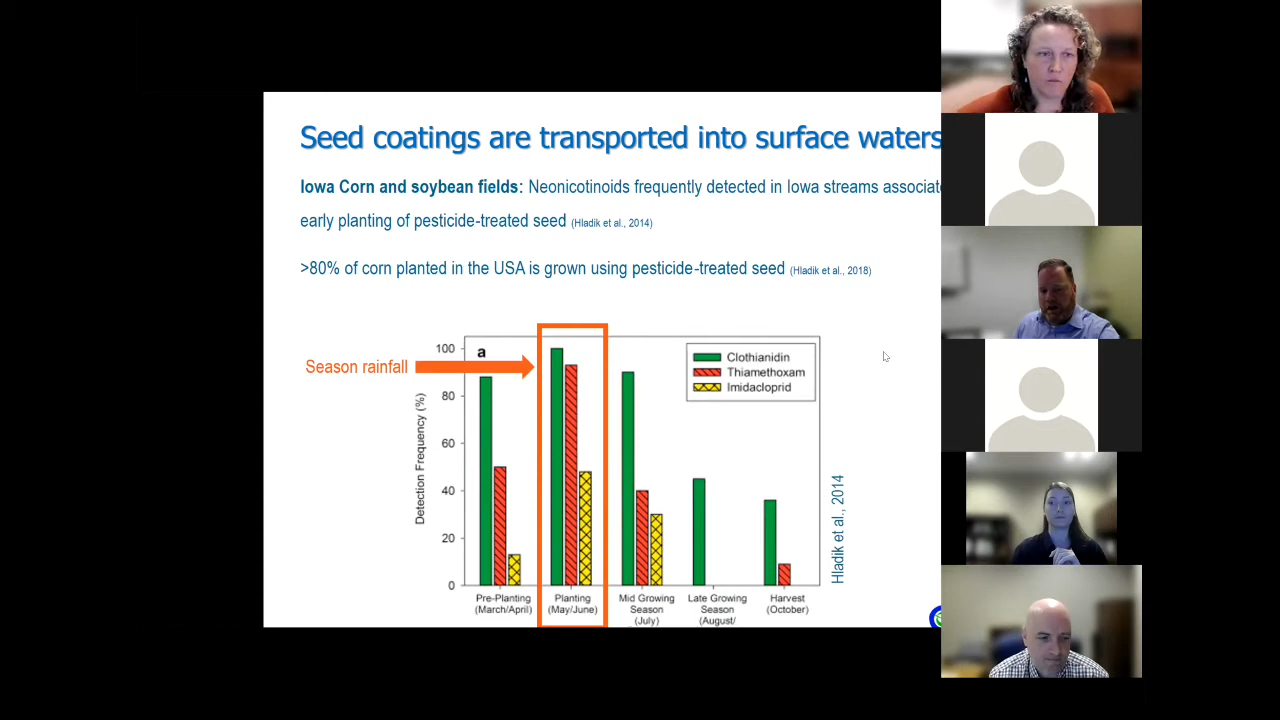 Seed coatings are transported into surface waters
Iowa Corn and soybean fields: Neonicotinoids frequently detected in Iowa streams
early planting of pesticide-treated seed (Hladik et al., 2014)
>80% of corn planted in the USA is grown using pesticide-treated seed (Hladik et al., 2018)
Season rainfall
a
Clothianidin
Thiamethoxam
Imidacloprid
Detection Frequency (%)
100
80
60
40
20
0
Pre-Planting
(March/April)
Planting
(May/June)
Mid Growing
Season
(July)
Late Growing
Season
(August/
Harvest
(October)
Hladik et al., 2014